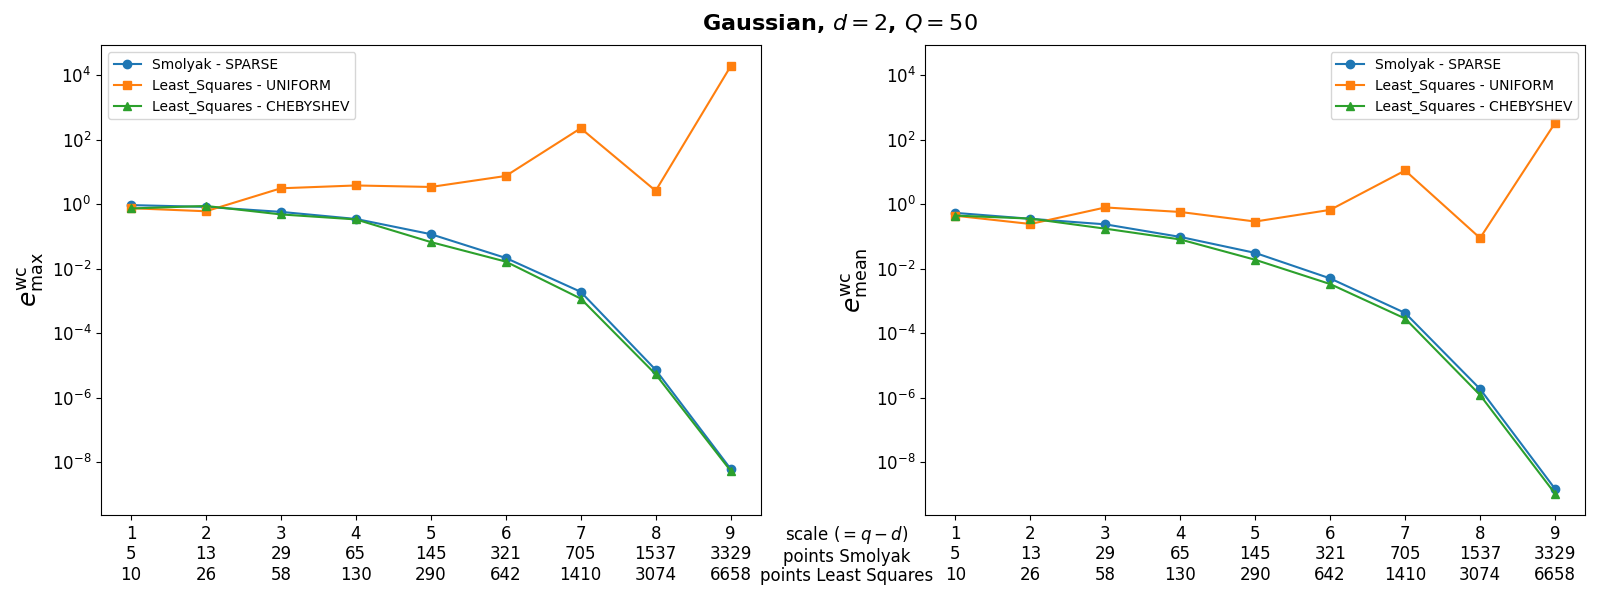 Gaussian, d = 2, Q = 50
Smolyak - SPARSE
Least_Squares - UNIFORM
Least_Squares - CHEBYSHEV
10^4
10^2
10^0
10^-2
10^-4
10^-6
10^-8
e_max^wc
1 2 3 4 5 6 7 8 9
5 13 29 65 145 321 705 1537 3329
10 26 58 130 290 642 1410 3074 6658
scale (= q − d)
points Smolyak
points Least Squares
Smolyak - SPARSE
Least_Squares - UNIFORM
Least_Squares - CHEBYSHEV
10^4
10^2
10^0
10^-2
10^-4
10^-6
10^-8
e_mean^wc
1 2 3 4 5 6 7 8 9
5 13 29 65 145 321 705 1537 3329
10 26 58 130 290 642 1410 3074 6658